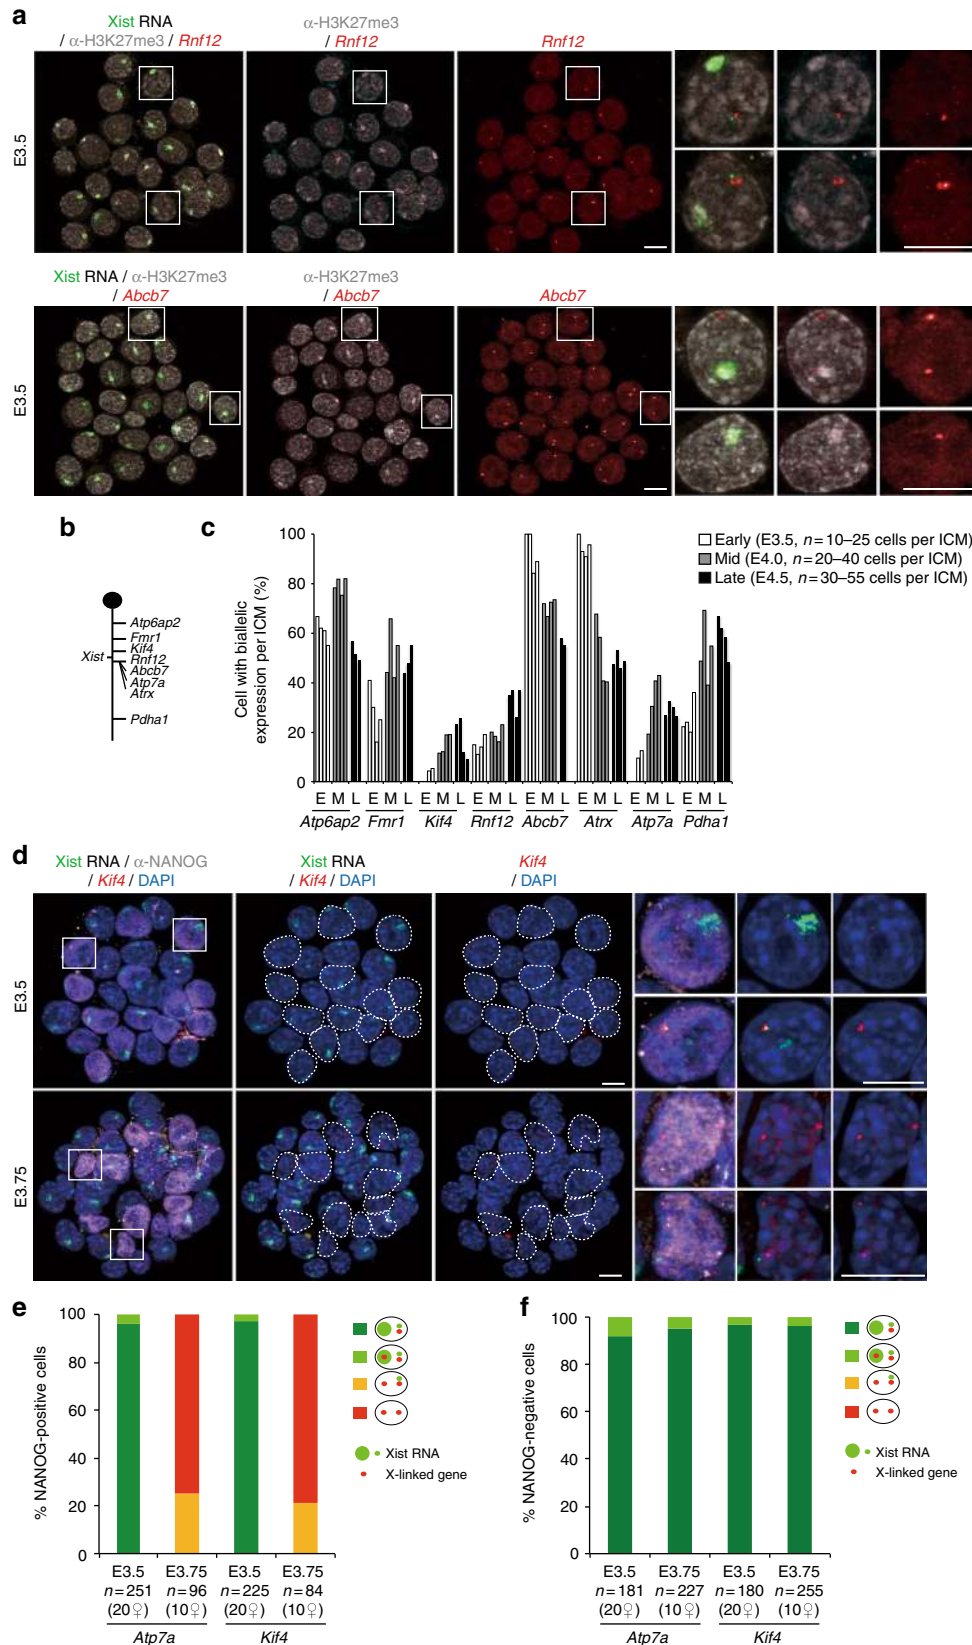 a
Xist RNA
/ α-H3K27me3 / Rnf12
α-H3K27me3
/ Rnf12
Rnf12
E3.5
Xist RNA / α-H3K27me3
/ Abcb7
α-H3K27me3
/ Abcb7
Abcb7
E3.5
b
Atp6ap2
Fmr1
Kif4
Xist
Rnf12
Abcb7
Atp7a
Atrx
Pdha1
c
Cell with biallelic
expression per ICM (%)
100
80
60
40
20
0
Early (E3.5, n=10–25 cells per ICM)
Mid (E4.0, n=20–40 cells per ICM)
Late (E4.5, n=30–55 cells per ICM)
E M L E M L E M L E M L E M L E M L E M L E M L
Atp6ap2 Fmr1 Kif4 Rnf12 Abcb7 Atrx Atp7a Pdha1
d
Xist RNA / α-NANOG
/ Kif4 / DAPI
Xist RNA
/ Kif4 / DAPI
Kif4
/ DAPI
E3.5
E3.75
e
% NANOG-positive cells
100
80
60
40
20
0
Xist RNA
X-linked gene
E3.5 E3.75 E3.5 E3.75
n=251 n=96 n=225 n=84
(20♀) (10♀) (20♀) (10♀)
Atp7a Kif4
f
% NANOG-negative cells
100
80
60
40
20
0
Xist RNA
X-linked gene
E3.5 E3.75 E3.5 E3.75
n=181 n=227 n=180 n=255
(20♀) (10♀) (20♀) (10♀)
Atp7a Kif4